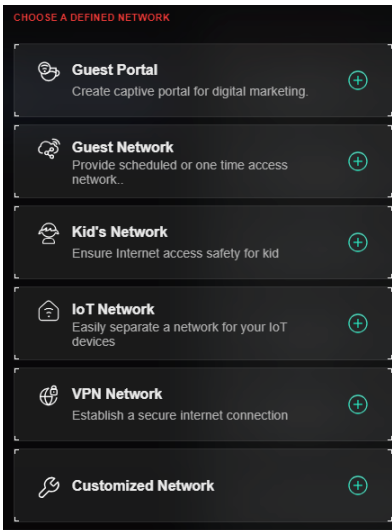 CHOOSE A DEFINED NETWORK
Guest Portal
Create captive portal for digital marketing.
Guest Network
Provide scheduled or one time access
network..
Kid's Network
Ensure Internet access safety for kid
IoT Network
Easily separate a network for your IoT
devices
VPN Network
Establish a secure internet connection
Customized Network